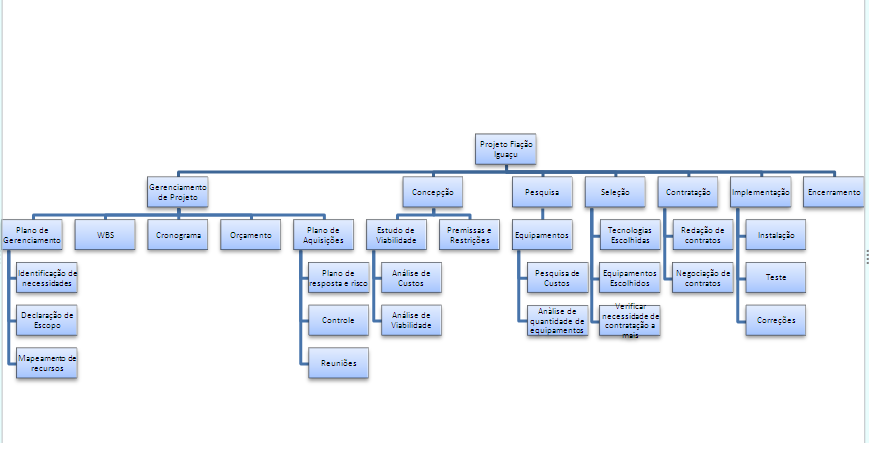 Projeto Fiação
Iguaçu
Gerenciamento
de Projeto
Concepção
Pesquisa
Seleção
Contratação
Implementação
Encerramento
Plano de
Gerenciamento
WBS
Cronograma
Orçamento
Plano de
Aquisições
Estudo de
Viabilidade
Premissas e
Restrições
Equipamentos
Tecnologias
Escolhidas
Redação de
contratos
Instalação
Identificação de
necessidades
Plano de
resposta e risco
Análise de
Custos
Pesquisa de
Custos
Equipamentos
Escolhidos
Negociação de
contratos
Teste
Declaração de
Escopo
Controle
Análise de
Viabilidade
Análise de
quantidade de
equipamentos
Verificar
necessidade de
contratação a
mais
Correções
Mapeamento de
recursos
Reuniões